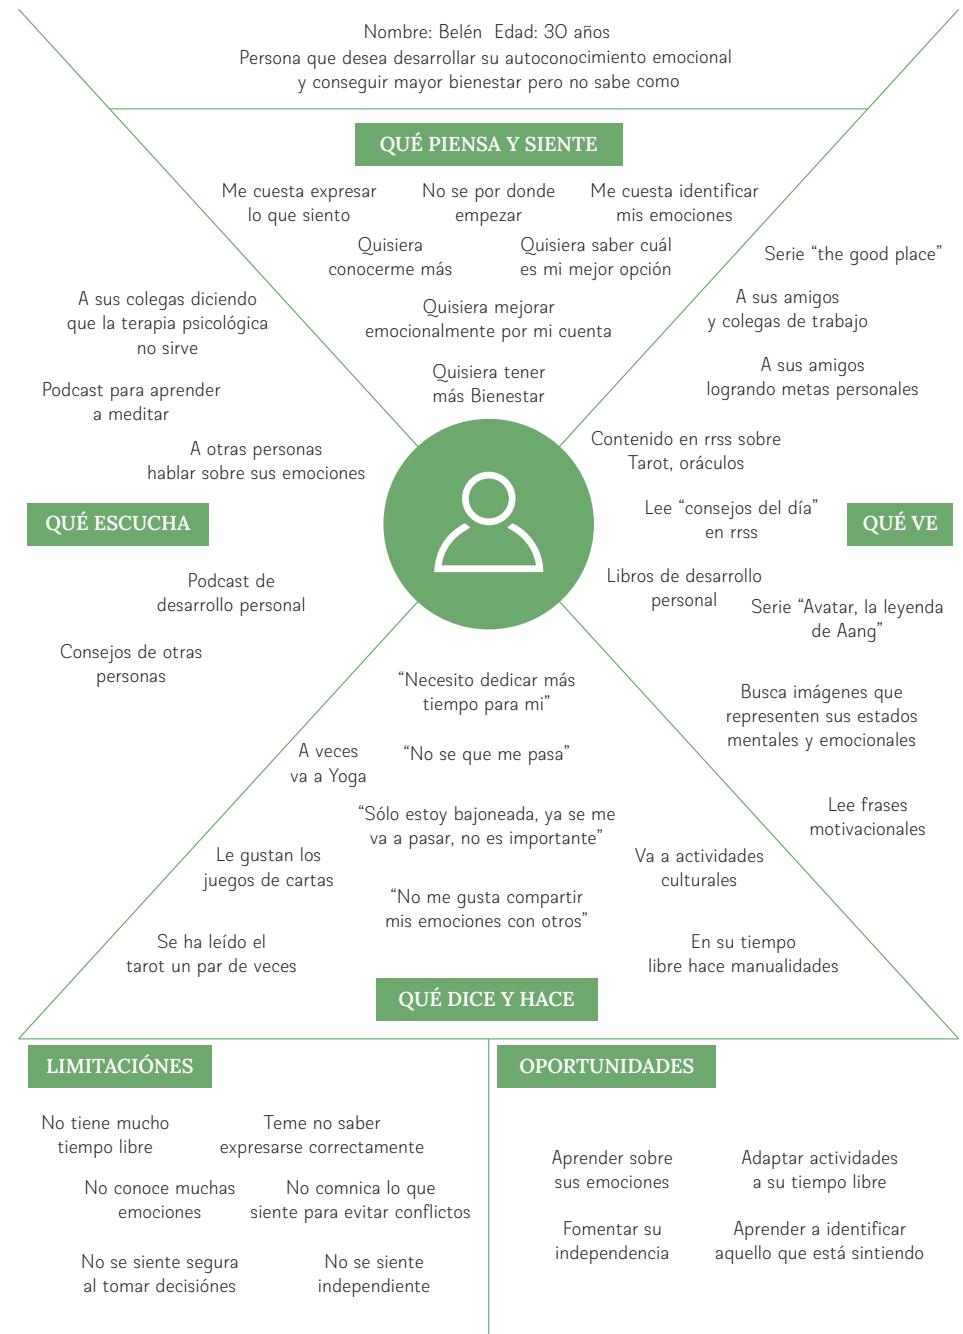 Nombre: Belén  Edad: 30 años
Persona que desea desarrollar su autoconocimiento emocional
y conseguir mayor bienestar pero no sabe como
QUÉ PIENSA Y SIENTE
Me cuesta expresar
lo que siento
No se por donde
empezar
Me cuesta identificar
mis emociones
Quisiera
conocerme más
Quisiera saber cuál
es mi mejor opción
Quisiera mejorar
emocionalmente por mi cuenta
Quisiera tener
más Bienestar
A sus colegas diciendo
que la terapia psicológica
no sirve
Podcast para aprender
a meditar
A otras personas
hablar sobre sus emociones
QUÉ ESCUCHA
Podcast de
desarrollo personal
Consejos de otras
personas
Serie “the good place”
A sus amigos
y colegas de trabajo
A sus amigos
logrando metas personales
Contenido en rrss sobre
Tarot, oráculos
Lee “consejos del día”
en rrss
QUÉ VE
Libros de desarrollo
personal
Serie “Avatar, la leyenda
de Aang”
Busca imágenes que
representen sus estados
mentales y emocionales
Lee frases
motivacionales
“Necesito dedicar más
tiempo para mi”
A veces
va a Yoga
“No se que me pasa”
“Sólo estoy bajoneada, ya se me
va a pasar, no es importante”
Le gustan los
juegos de cartas
Va a actividades
culturales
“No me gusta compartir
mis emociones con otros”
Se ha leído el
tarot un par de veces
En su tiempo
libre hace manualidades
QUÉ DICE Y HACE
LIMITACIÓNES
No tiene mucho
tiempo libre
Teme no saber
expresarse correctamente
No conoce muchas
emociones
No comnica lo que
siente para evitar conflictos
No se siente segura
al tomar decisiónes
No se siente
independiente
OPORTUNIDADES
Aprender sobre
sus emociones
Adaptar actividades
a su tiempo libre
Fomentar su
independencia
Aprender a identificar
aquello que está sintiendo